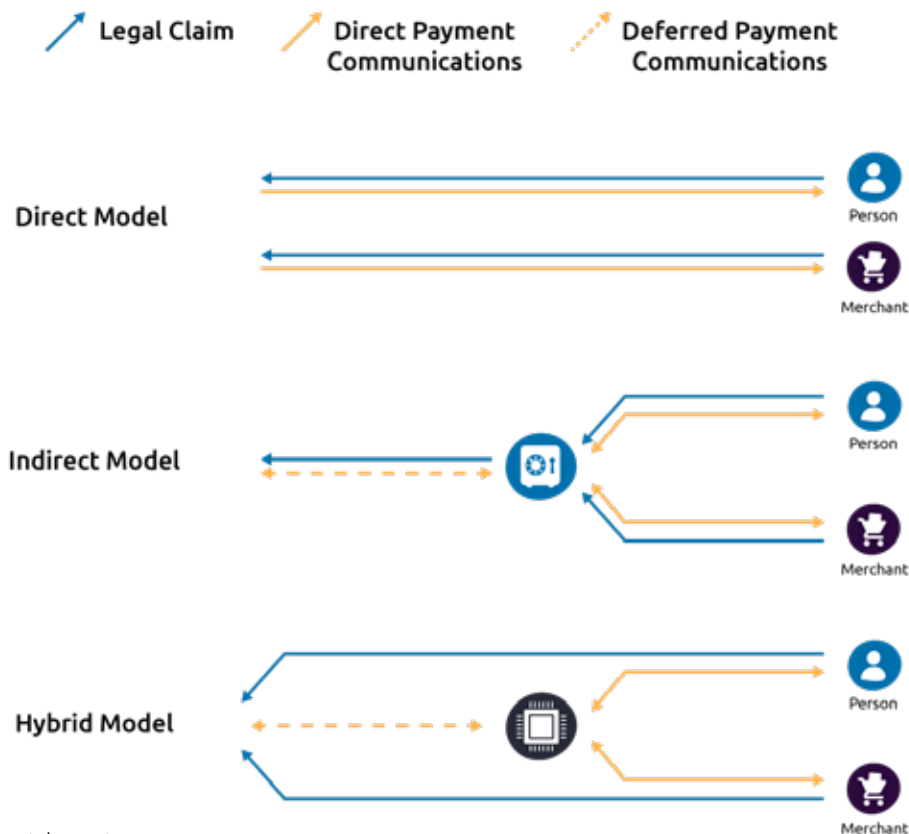 Legal Claim
Direct Payment
Communications
Deferred Payment
Communications
Direct Model
Person
Merchant
Indirect Model
Person
Merchant
Hybrid Model
Person
Merchant